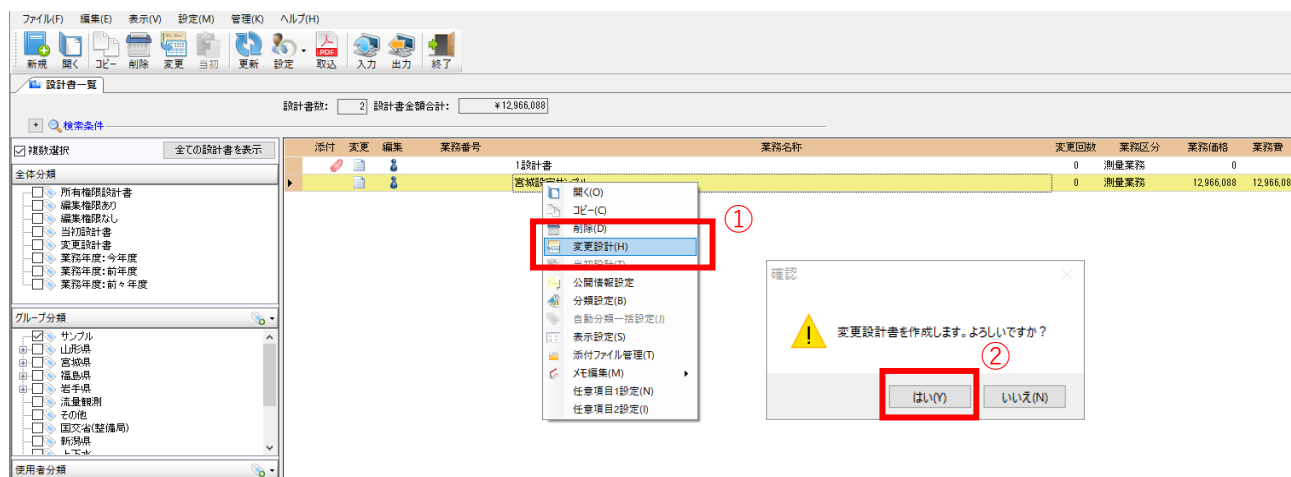 ファイル(F) 編集(E) 表示(V) 設定(M) 管理(K) ヘルプ(H)
新規 開く コピー 削除 変更 当初 更新 設定 PDF 取込 入力 出力 終了
設計書一覧
設計書数: 2 設計書金額合計: ¥12,966,088
+ 検索条件
複数選択 全ての設計書を表示
添付 変更 編集 業務番号 業務名称 変更回数 業務区分 業務価格 業務費
1設計書 0 測量業務 0
宮城設定サンプル 0 測量業務 12,966,088 12,966,08
全体分類
所有権限設計書
編集権限あり
編集権限なし
当初設計書
変更設計書
業務年度:今年度
業務年度:前年度
業務年度:前々年度
グループ分類
サンプル
山形県
宮城県
福島県
岩手県
流量観測
その他
国交省(整備局)
新潟県
上下水
使用者分類
開く(O)
コピー(C)
削除(D)
変更設計(H)
当初設計(T)
公開情報設定
分類設定(B)
自動分類一括設定(J)
表示設定(S)
添付ファイル管理(T)
メモ編集(M)
任意項目1設定(N)
任意項目2設定(I)
①
確認
変更設計書を作成します。よろしいですか？
②
はい(Y) いいえ(N)